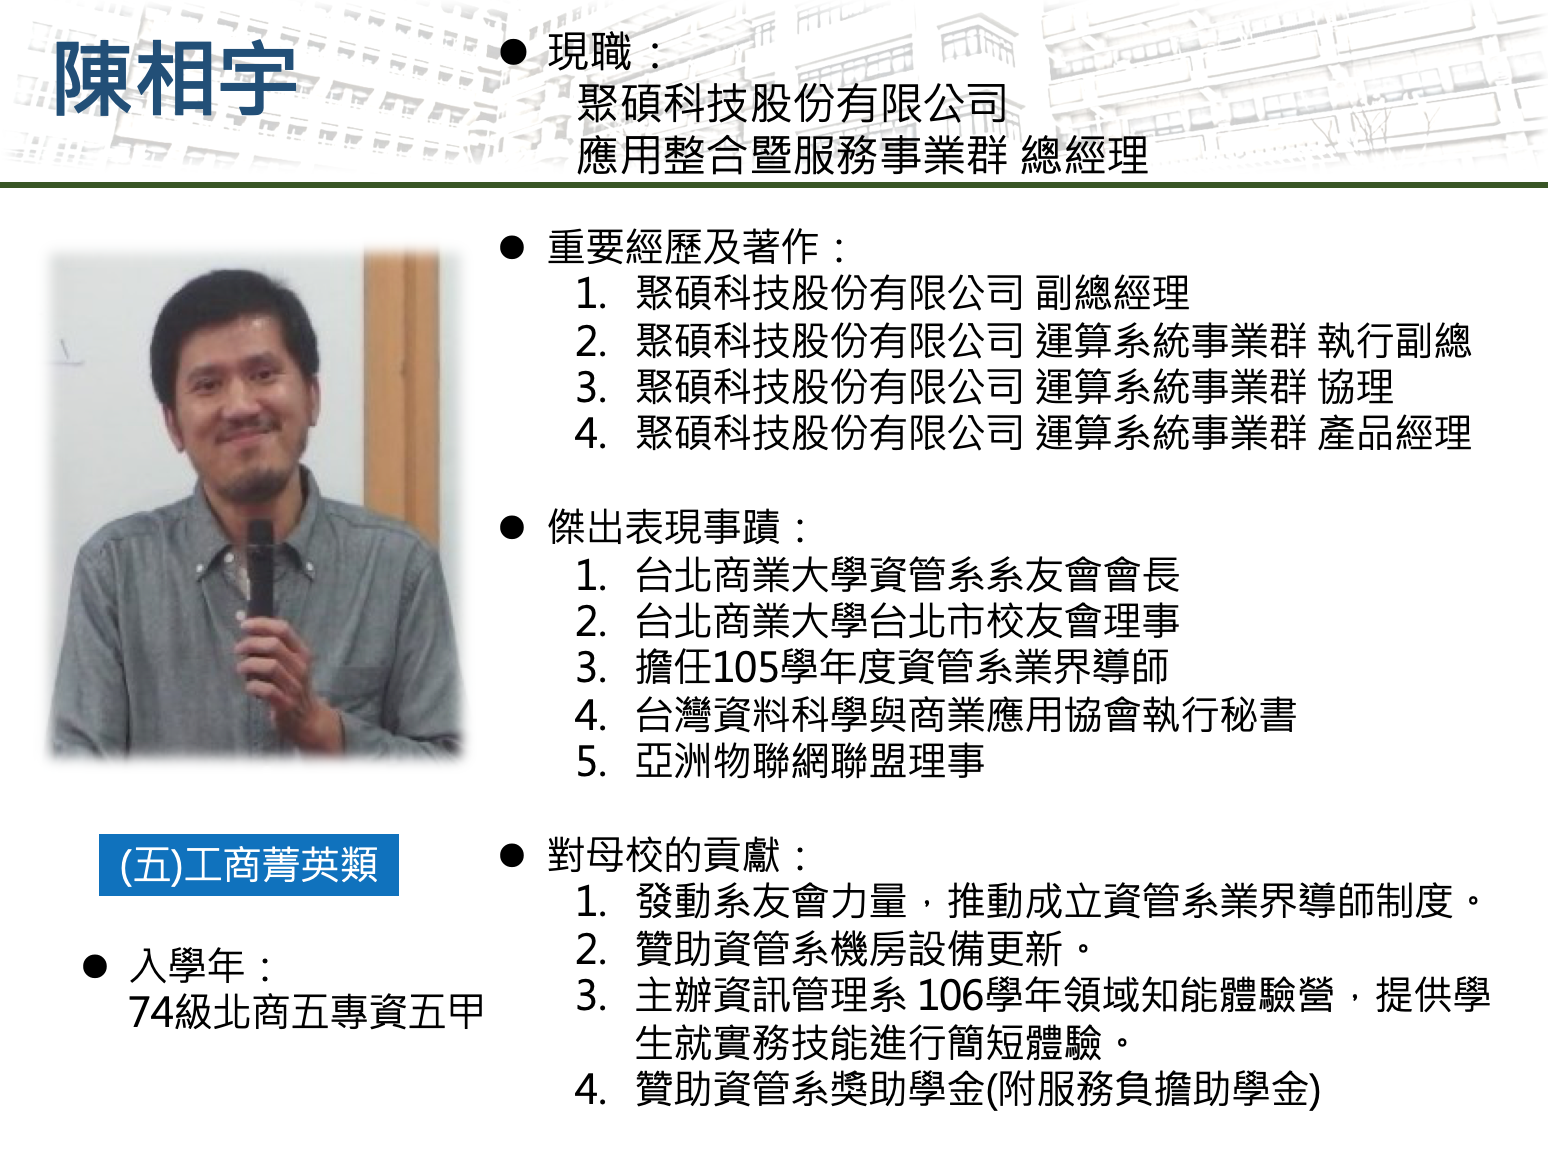 陳相宇
● 現職：
聚碩科技股份有限公司
應用整合暨服務事業群 總經理
● 重要經歷及著作：
1. 聚碩科技股份有限公司 副總經理
2. 聚碩科技股份有限公司 運算系統事業群 執行副總
3. 聚碩科技股份有限公司 運算系統事業群 協理
4. 聚碩科技股份有限公司 運算系統事業群 產品經理
● 傑出表現事蹟：
1. 台北商業大學資管系系友會會長
2. 台北商業大學台北市校友會理事
3. 擔任105學年度資管系業界導師
4. 台灣資料科學與商業應用協會執行秘書
5. 亞洲物聯網聯盟理事
(五)工商菁英類
● 入學年：
74級北商五專資五甲
● 對母校的貢獻：
1. 發動系友會力量，推動成立資管系業界導師制度。
2. 贊助資管系機房設備更新。
3. 主辦資訊管理系 106學年領域知能體驗營，提供學
生就實務技能進行簡短體驗。
4. 贊助資管系獎助學金(附服務負擔助學金)